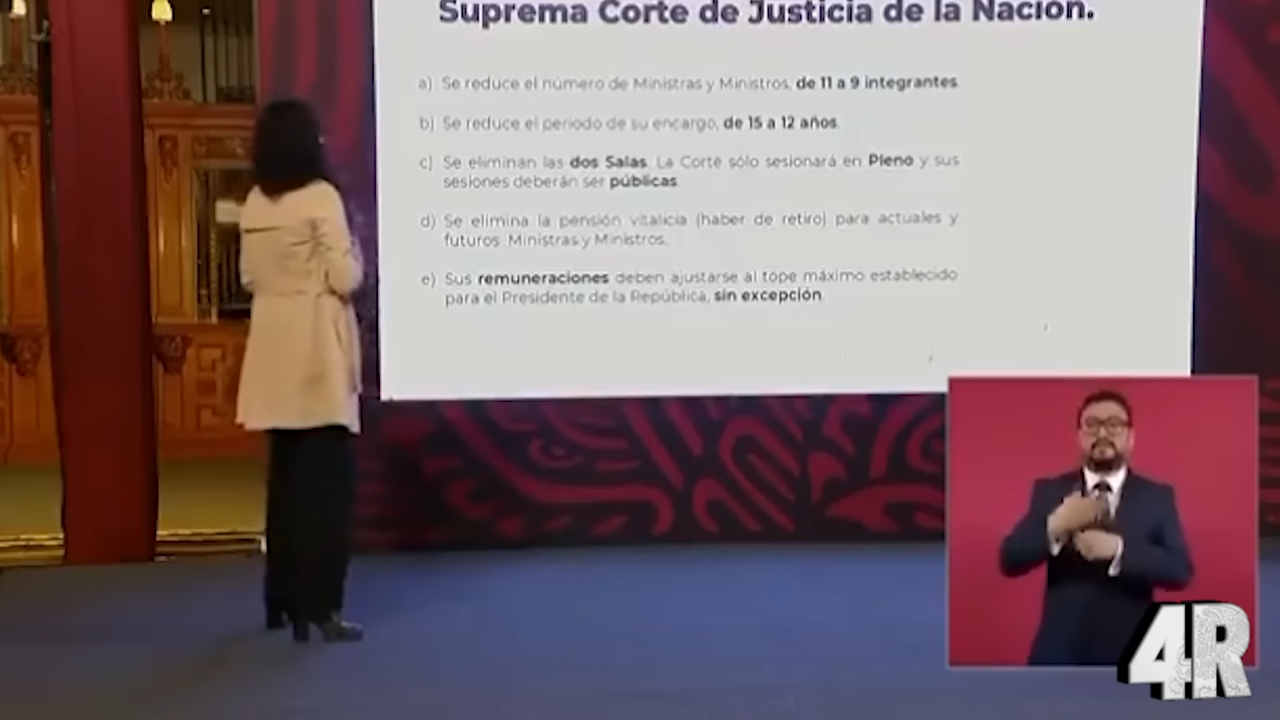 Suprema Corte de Justicia de la Nación.
a) Se reduce el número de Ministras y Ministros, de 11 a 9 integrantes.
b) Se reduce el periodo de su encargo, de 15 a 12 años.
c) Se eliminan las dos Salas. La Corte sólo sesionará en Pleno y sus
sesiones deberán ser públicas.
d) Se elimina la pensión vitalicia (haber de retiro) para actuales y
futuros Ministras y Ministros.
e) Sus remuneraciones deben ajustarse al tope máximo establecido
para el Presidente de la República, sin excepción.
4R